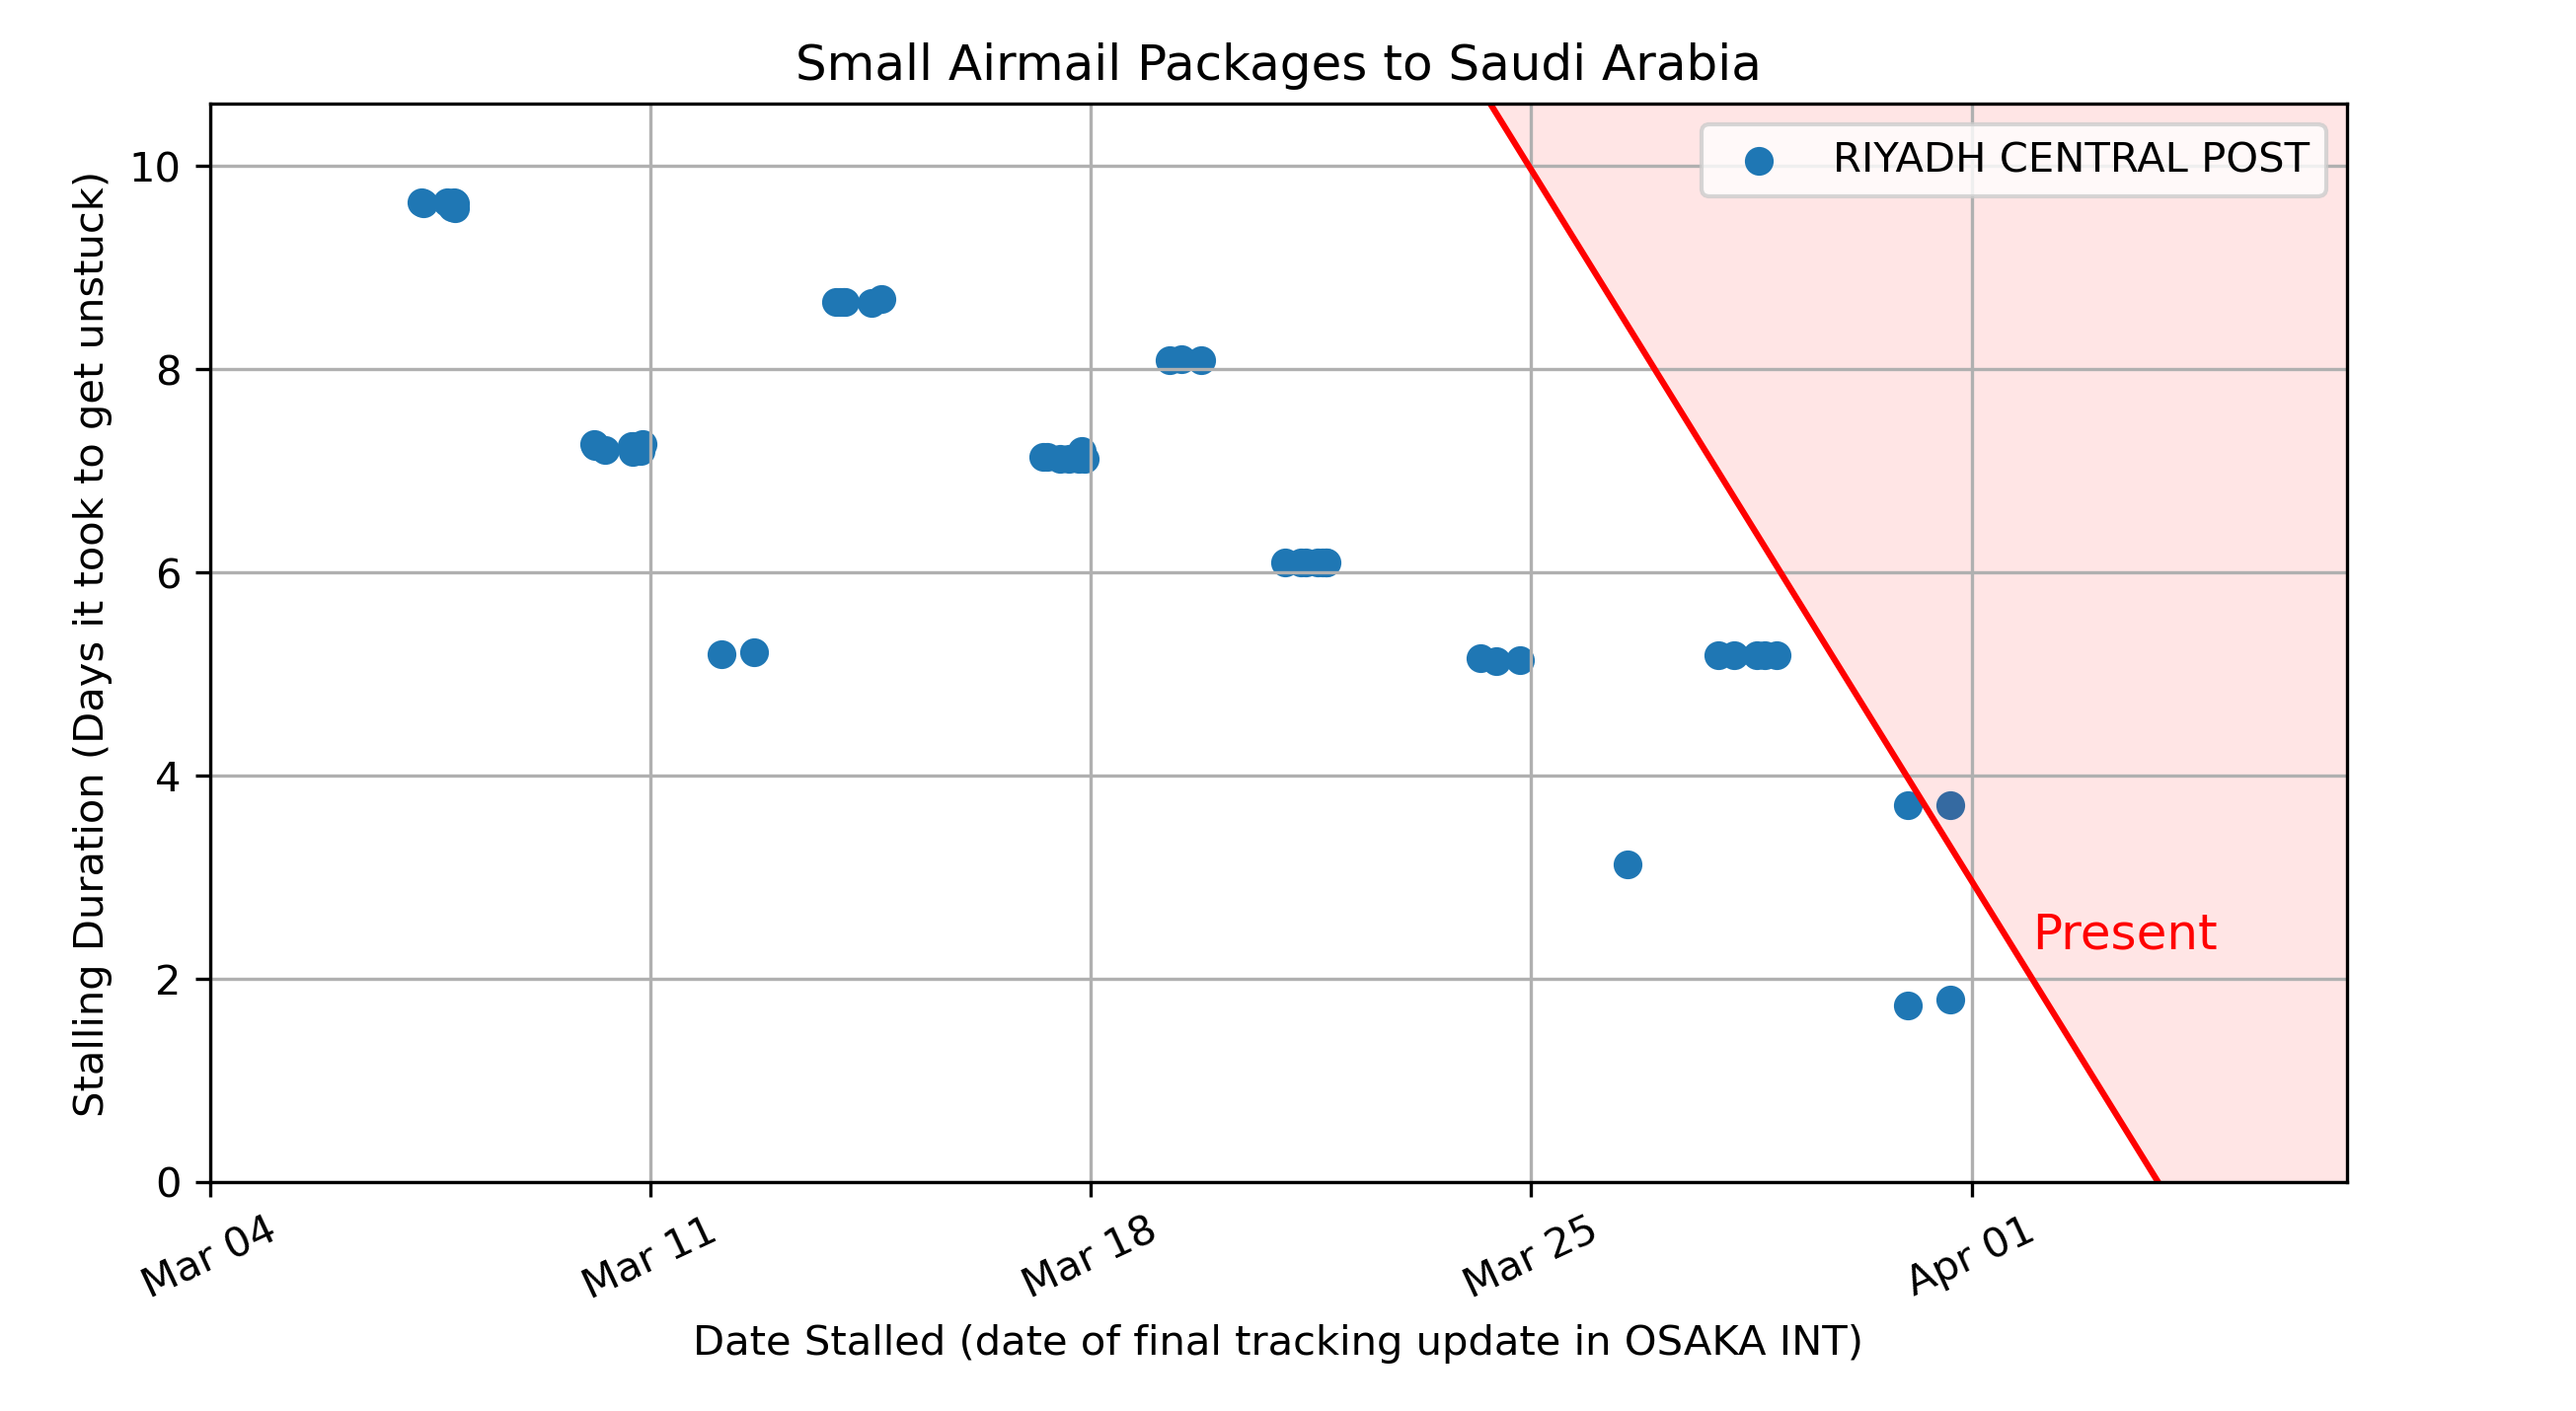 Small Airmail Packages to Saudi Arabia
RIYADH CENTRAL POST
Stalling Duration (Days it took to get unstuck)
10
8
6
4
2
0
Present
Mar 04
Mar 11
Mar 18
Mar 25
Apr 01
Date Stalled (date of final tracking update in OSAKA INT)